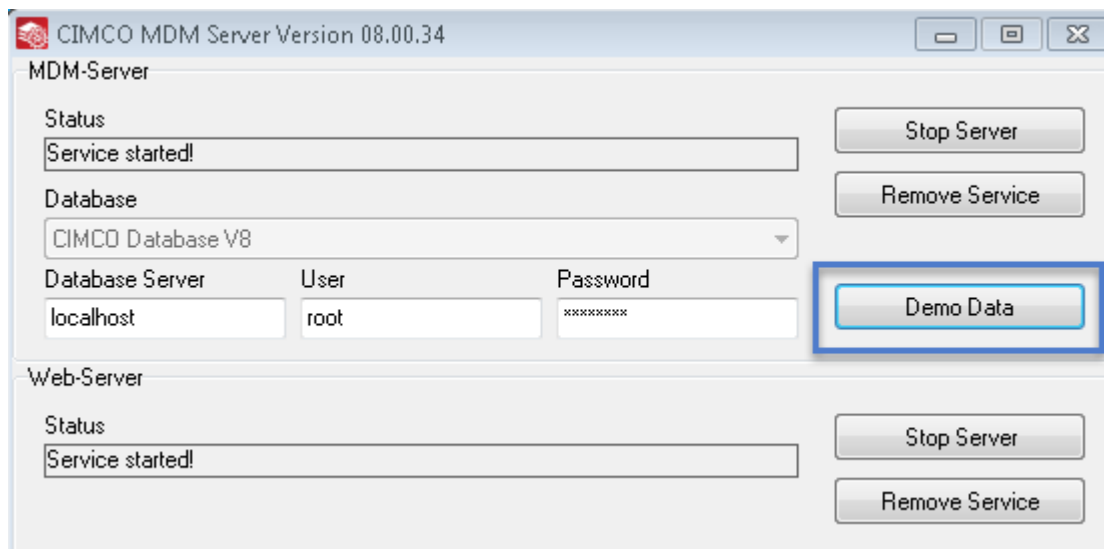 CIMCO MDM Server Version 08.00.34
MDM-Server
Status
Service started!
Stop Server
Remove Service
Database
CIMCO Database V8
Database Server User Password
localhost root ********
Demo Data
Web-Server
Status
Service started!
Stop Server
Remove Service